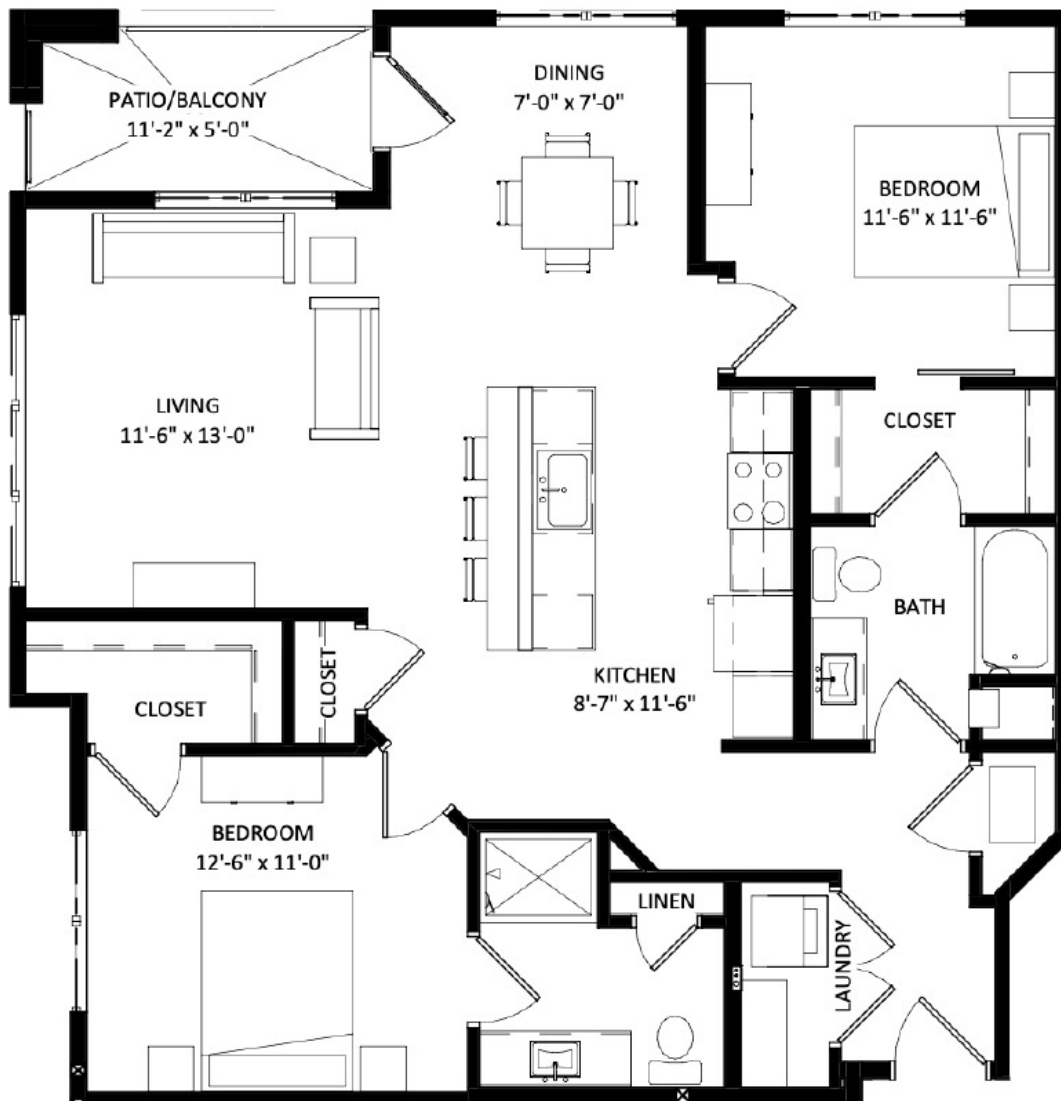 DINING
7'-0" x 7'-0"
PATIO/BALCONY
11'-2" x 5'-0"
BEDROOM
11'-6" x 11'-6"
LIVING
11'-6" x 13'-0"
CLOSET
BATH
KITCHEN
8'-7" x 11'-6"
CLOSET
CLOSET
BEDROOM
12'-6" x 11'-0"
LINEN
LAUNDRY